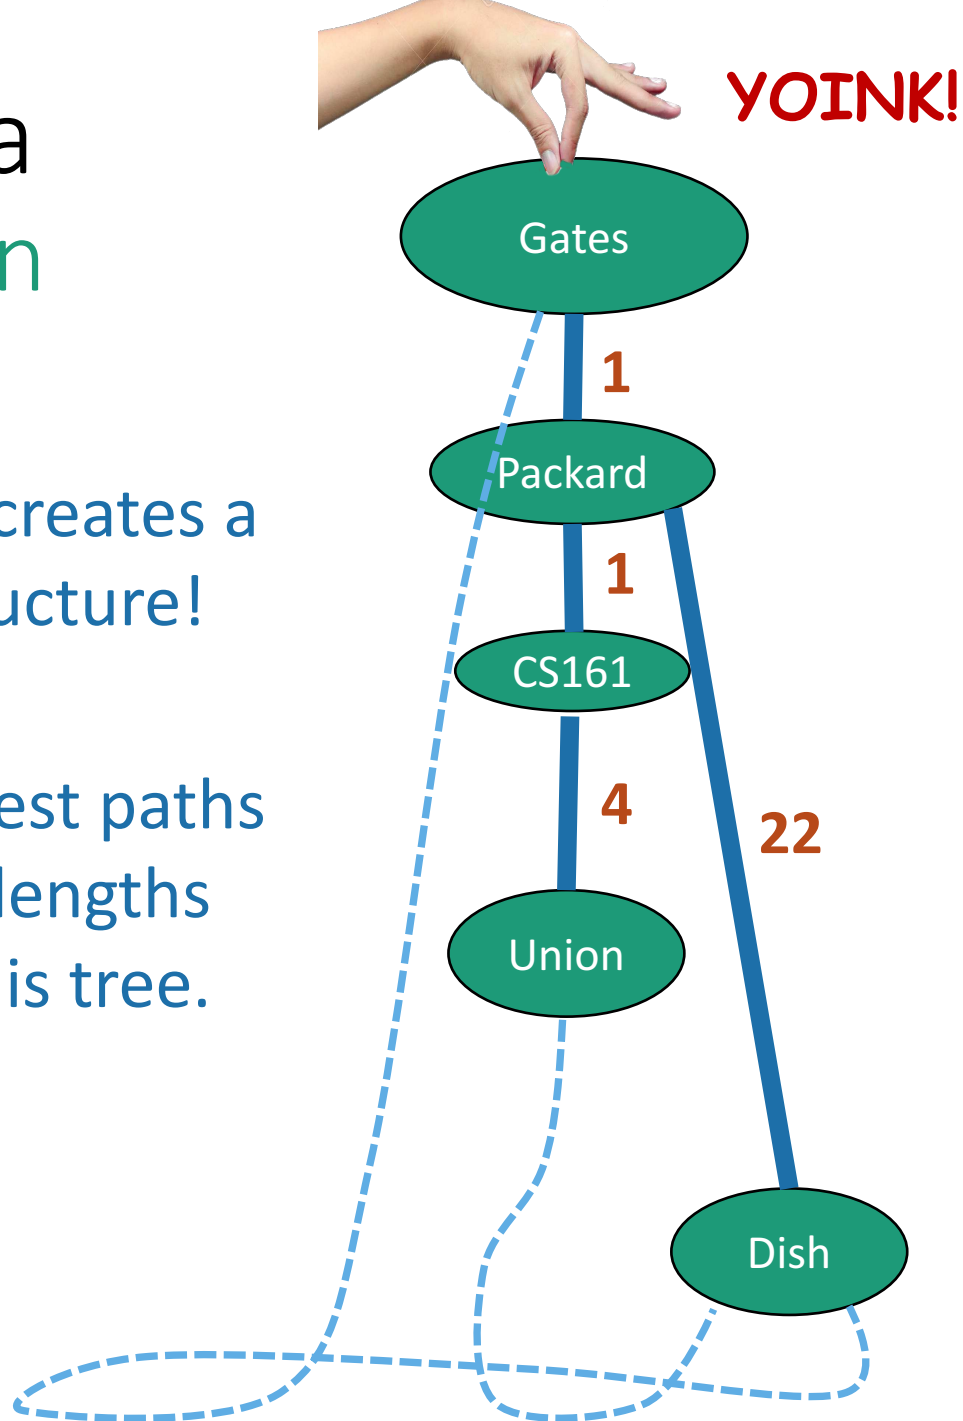 YOINK!
a
n
Gates
1
Packard
creates a
1
ucture!
CS161
est paths
4
22
lengths
Union
is tree.
Dish